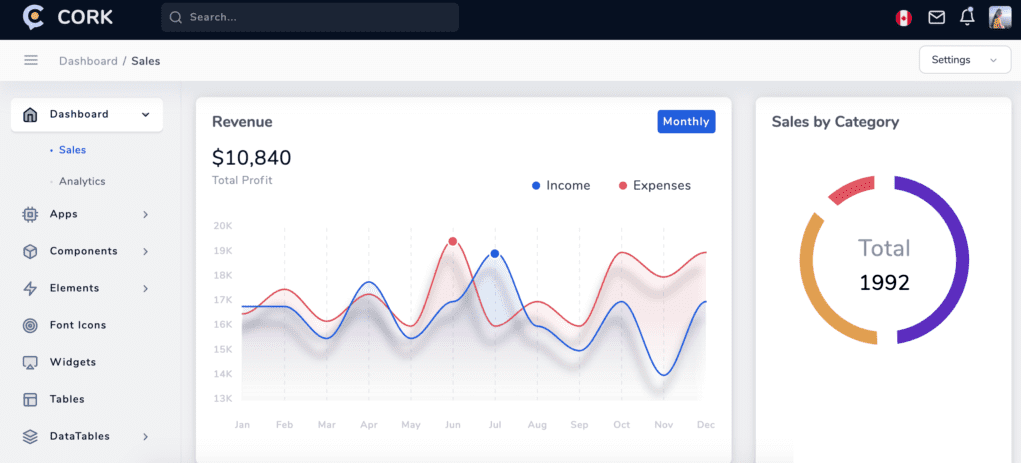 CORK
Search...
Dashboard / Sales
Settings
Dashboard
Sales
Analytics
Apps
Components
Elements
Font Icons
Widgets
Tables
DataTables
Revenue
Monthly
$10,840
Total Profit
Income Expenses
20K
19K
18K
17K
16K
15K
14K
13K
Jan Feb Mar Apr May Jun Jul Aug Sep Oct Nov Dec
Sales by Category
Total
1992